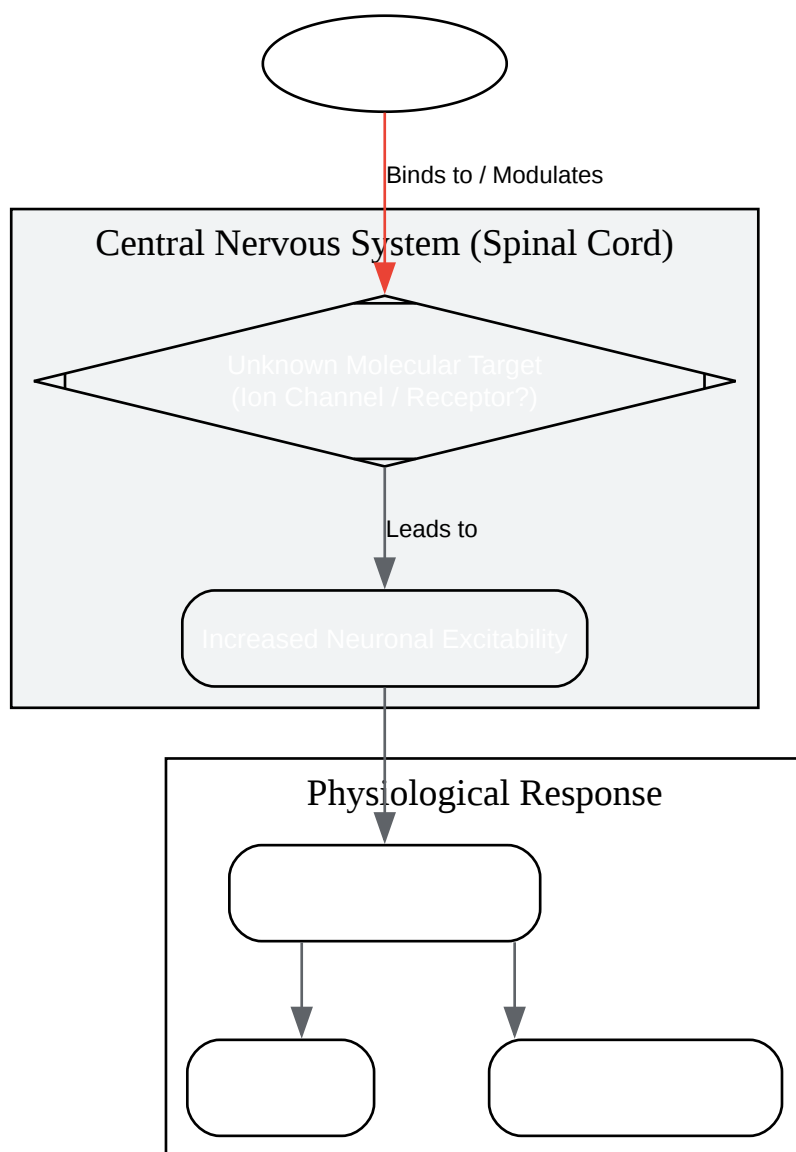 Binds to / Modulates
Central Nervous System (Spinal Cord)
Unknown Molecular Target
(Ion Channel / Receptor?)
Leads to
Increased Neuronal Excitability
Physiological Response